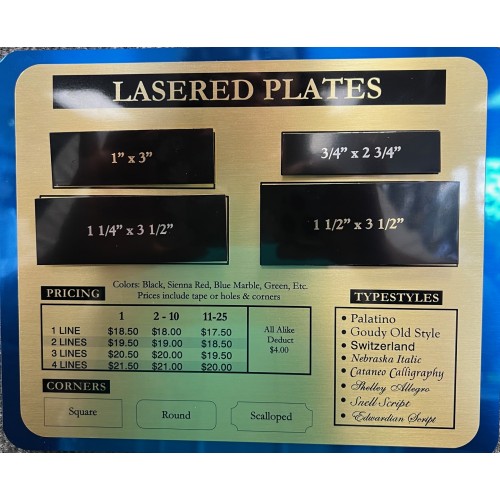 LASERED PLATES
1” x 3”
3/4” x 2 3/4”
1 1/4” x 3 1/2”
1 1/2” x 3 1/2”
Colors: Black, Sienna Red, Blue Marble, Green, Etc.
Prices include tape or holes & corners
PRICING
1 2 - 10 11-25
1 LINE $18.50 $18.00 $17.50
2 LINES $19.50 $19.00 $18.50
3 LINES $20.50 $20.00 $19.50
4 LINES $21.50 $21.00 $20.00
All Alike
Deduct
$4.00
TYPESTYLES
• Palatino
• Goudy Old Style
• Switzerland
• Nebraska Italic
• Cataneo Calligraphy
• Shelley Allegro
• Snell Script
• Edwardian Script
CORNERS
Square
Round
Scalloped